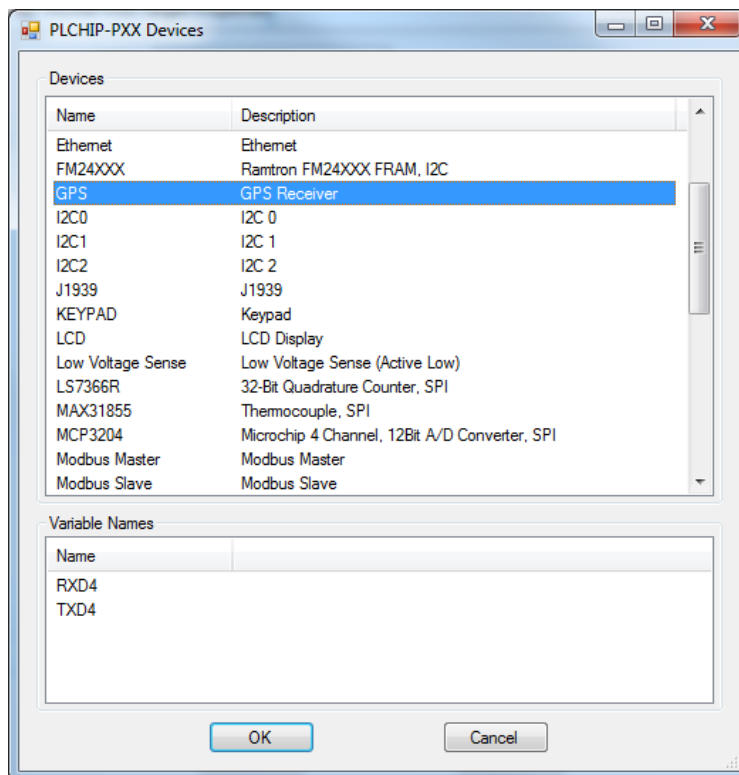 PLCHIP-PXX Devices
Devices
Name Description
Ethernet Ethernet
FM24XXX Ramtron FM24XXX FRAM, I2C
GPS GPS Receiver
I2C0 I2C 0
I2C1 I2C 1
I2C2 I2C 2
J1939 J1939
KEYPAD Keypad
LCD LCD Display
Low Voltage Sense Low Voltage Sense (Active Low)
LS7366R 32-Bit Quadrature Counter, SPI
MAX31855 Thermocouple, SPI
MCP3204 Microchip 4 Channel, 12Bit A/D Converter, SPI
Modbus Master Modbus Master
Modbus Slave Modbus Slave
Variable Names
Name
RXD4
TXD4
OK Cancel